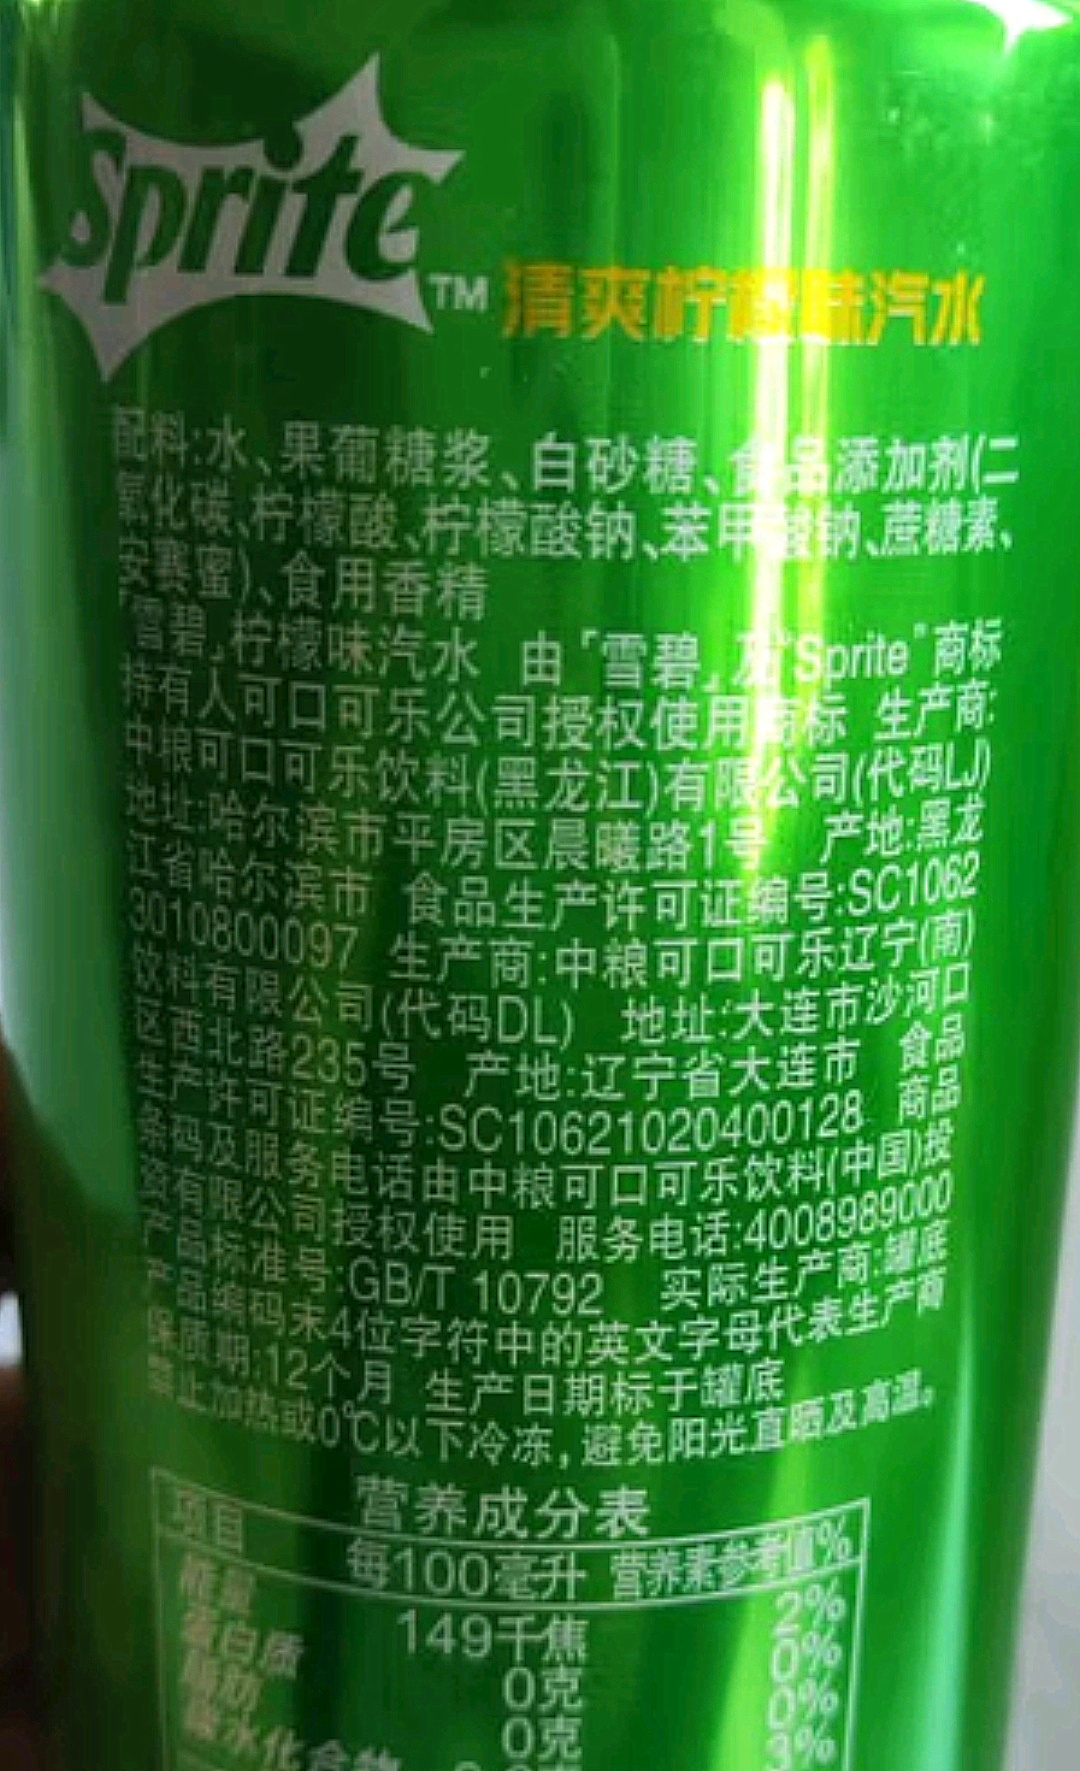 Sprite™ 清爽柠檬味汽水
配料:水、果葡糖浆、白砂糖、食品添加剂(二
氧化碳、柠檬酸、柠檬酸钠、苯甲酸钠、蔗糖素、
安赛蜜)、食用香精
「雪碧」柠檬味汽水 由「雪碧」及“Sprite”商标
持有人可口可乐公司授权使用商标 生产商:
中粮可口可乐饮料(黑龙江)有限公司(代码LJ)
地址:哈尔滨市平房区晨曦路1号 产地:黑龙
江省哈尔滨市 食品生产许可证编号:SC1062
3010800097 生产商:中粮可口可乐辽宁(南)
饮料有限公司(代码DL) 地址:大连市沙河口
区西北路235号 产地:辽宁省大连市 食品
生产许可证编号:SC10621020400128 商品
条码及服务电话由中粮可口可乐饮料(中国)投
资有限公司授权使用 服务电话:4008989000
产品标准号:GB/T 10792 实际生产商:罐底
产品编码末4位字符中的英文字母代表生产商
保质期:12个月 生产日期标于罐底
禁止加热或0℃以下冷冻,避免阳光直晒及高温。
营养成分表
项目 每100毫升 营养素参考值%
能量 149千焦 2%
蛋白质 0克 0%
脂肪 0克 0%
碳水化合物 3%